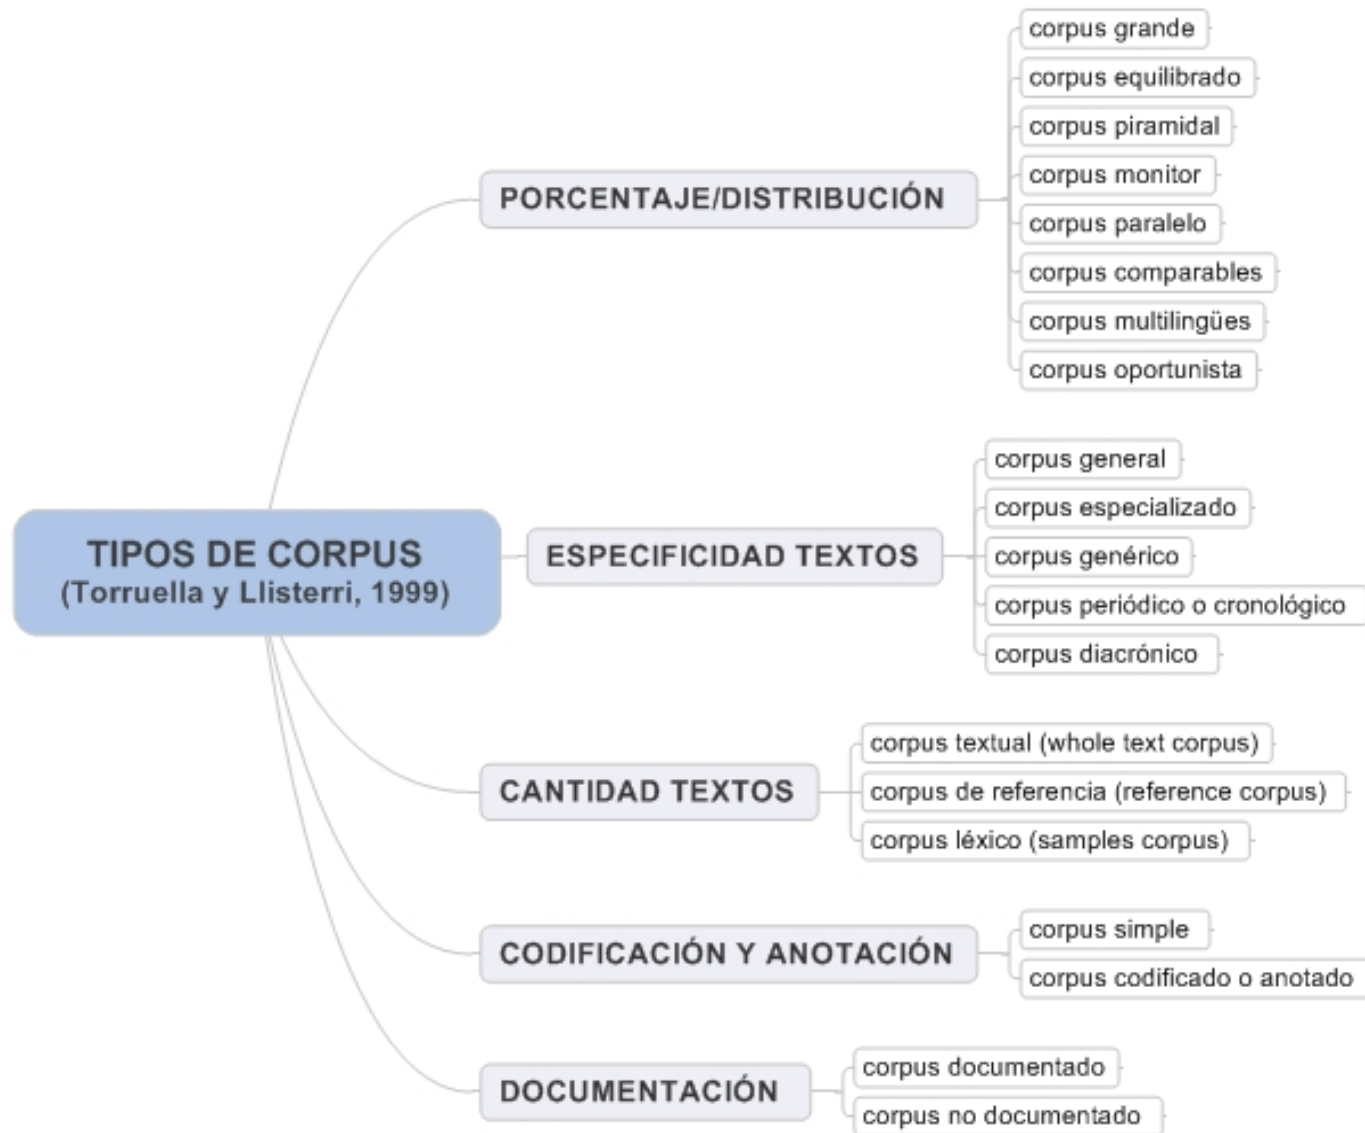 TIPOS DE CORPUS
(Torruella y Llisterri, 1999)
PORCENTAJE/DISTRIBUCIÓN
corpus grande
corpus equilibrado
corpus piramidal
corpus monitor
corpus paralelo
corpus comparables
corpus multilingües
corpus oportunista
ESPECIFICIDAD TEXTOS
corpus general
corpus especializado
corpus genérico
corpus periódico o cronológico
corpus diacrónico
CANTIDAD TEXTOS
corpus textual (whole text corpus)
corpus de referencia (reference corpus)
corpus léxico (samples corpus)
CODIFICACIÓN Y ANOTACIÓN
corpus simple
corpus codificado o anotado
DOCUMENTACIÓN
corpus documentado
corpus no documentado